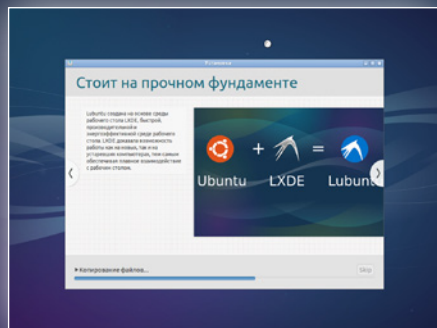 Установка
Стоит на прочном фундаменте
Lubuntu создана на основе среды
рабочего стола LXDE, быстрой,
производительной и
энергоэффективной среде рабочего
стола. LXDE доказала возможность
работы как на новых, так и на
устаревших компьютерах, тем самым
обеспечивая плавное взаимодействие
с рабочим столом.
Ubuntu + LXDE = Lubunt
Копирование файлов...
Skip